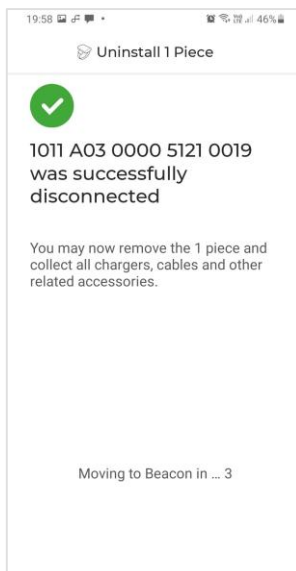 19:58 46%
Uninstall 1 Piece
1011 A03 0000 5121 0019
was successfully
disconnected
You may now remove the 1 piece and
collect all chargers, cables and other
related accessories.
Moving to Beacon in ... 3